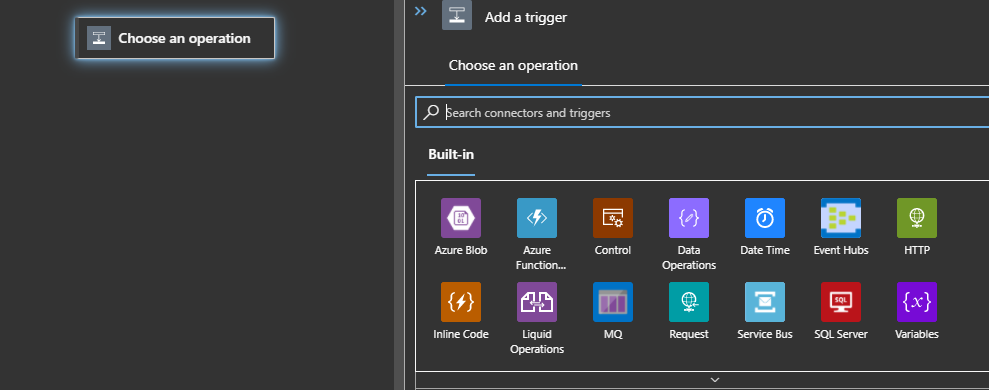 Choose an operation
Add a trigger
Choose an operation
Search connectors and triggers
Built-in
Azure Blob
Azure Function...
Control
Data Operations
Date Time
Event Hubs
HTTP
Inline Code
Liquid Operations
MQ
Request
Service Bus
SQL Server
Variables